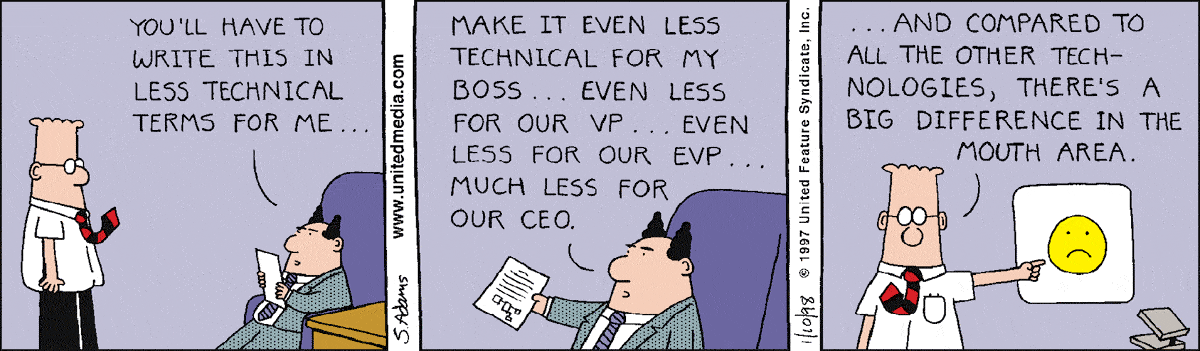 YOU'LL HAVE TO
WRITE THIS IN
LESS TECHNICAL
TERMS FOR ME...
www.unitedmedia.com
S.Adams
MAKE IT EVEN LESS
TECHNICAL FOR MY
BOSS... EVEN LESS
FOR OUR VP... EVEN
LESS FOR OUR EVP...
MUCH LESS FOR
OUR CEO.
1/10/98 © 1997 United Feature Syndicate, Inc.
...AND COMPARED TO
ALL THE OTHER TECH-
NOLOGIES, THERE'S A
BIG DIFFERENCE IN THE
MOUTH AREA.